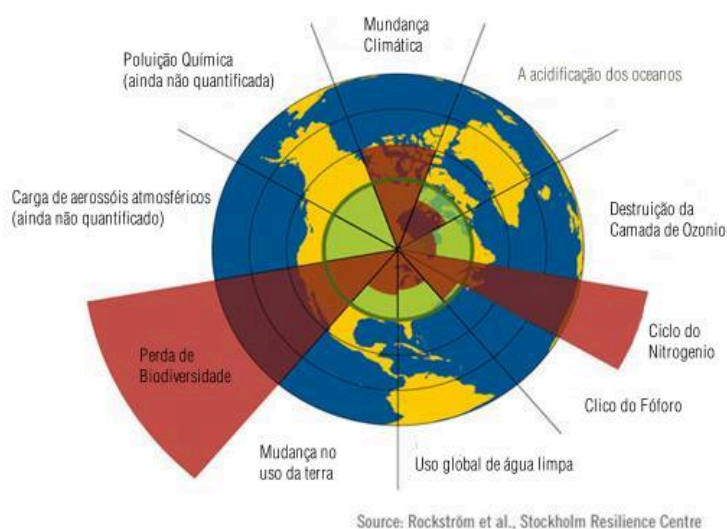 Mundança
Climática
Poluição Química
(ainda não quantificada)
A acidificação dos oceanos
Carga de aerossóis atmosféricos
(ainda não quantificado)
Destruição da
Camada de Ozonio
Perda de
Biodiversidade
Ciclo do
Nitrogenio
Clico do Fóforo
Mudança no
uso da terra
Uso global de água limpa
Source: Rockström et al., Stockholm Resilience Centre